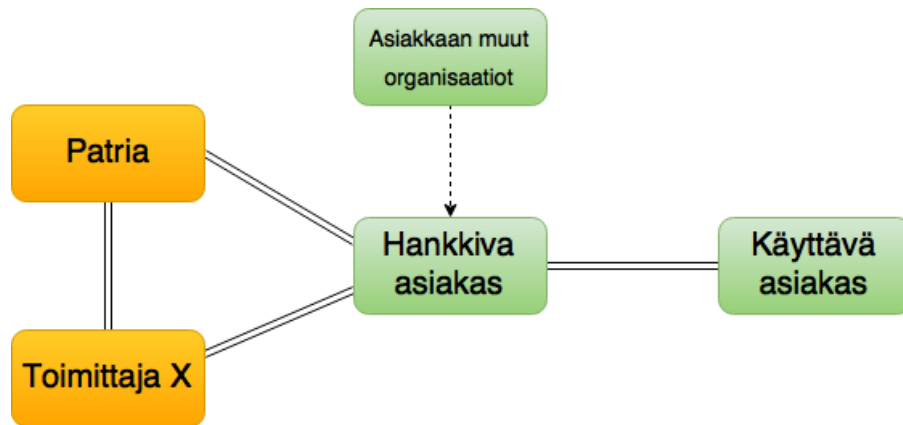 Asiakkaan muut
organisaatiot
Patria
Hankkiva
asiakas
Käyttävä
asiakas
Toimittaja X